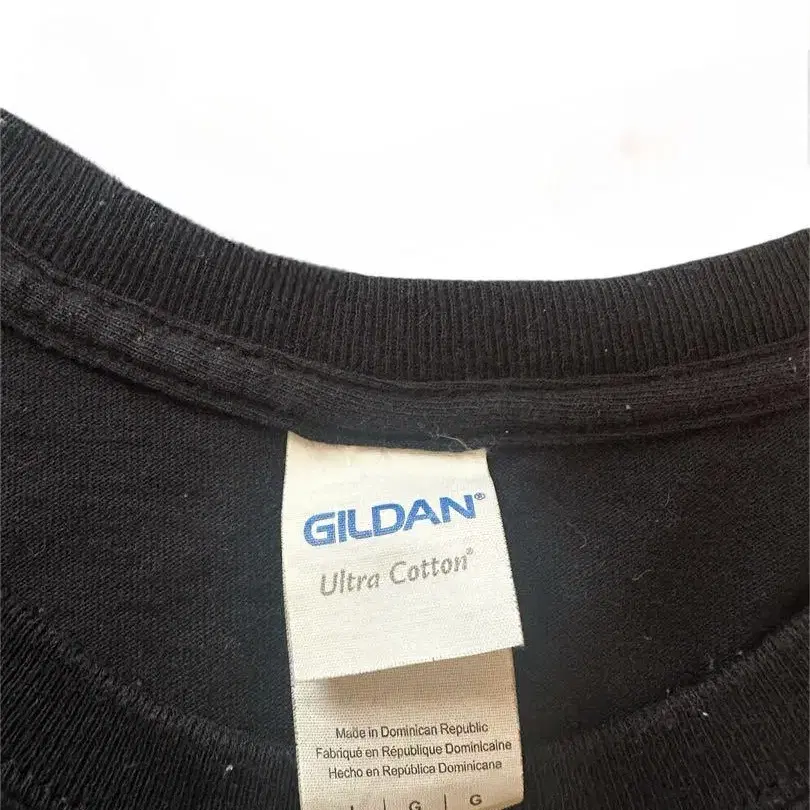 GILDAN®
Ultra Cotton®
Made in Dominican Republic
Fabriqué en République Dominicaine
Hecho en República Dominicana
L | G | G